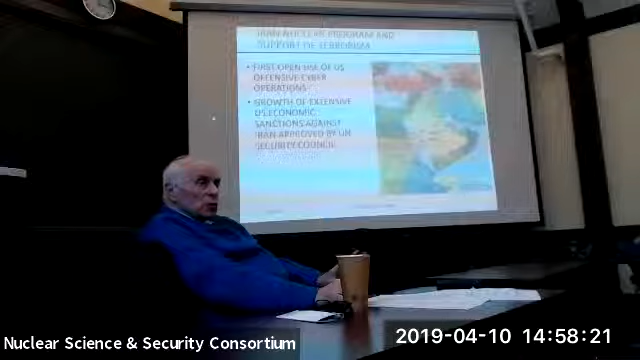 IRAN NUCLEAR PROGRAM AND
SUPPORT OF TERRORISM
• FIRST OPEN USE OF US
OFFENSIVE CYBER
OPERATIONS
• GROWTH OF EXTENSIVE
US ECONOMIC
SANCTIONS AGAINST
IRAN APPROVED BY UN
SECURITY COUNCIL
Nuclear Science & Security Consortium
2019-04-10 14:58:21